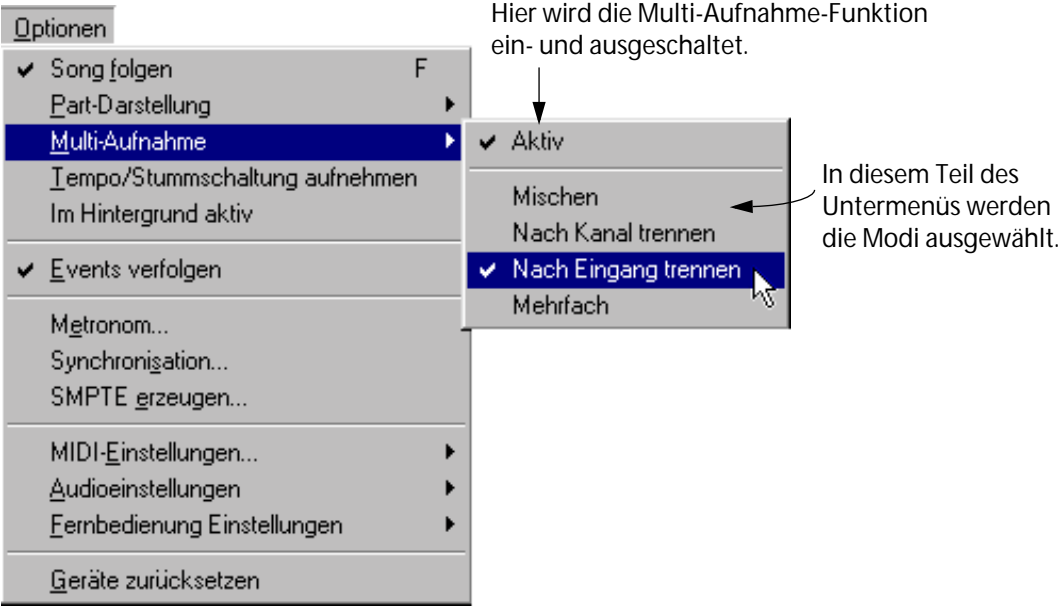 Optionen
Hier wird die Multi-Aufnahme-Funktion
ein- und ausgeschaltet.
Song folgen F
Part-Darstellung
Multi-Aufnahme
Tempo/Stummschaltung aufnehmen
Im Hintergrund aktiv
Events verfolgen
Metronom...
Synchronisation...
SMPTE erzeugen...
MIDI-Einstellungen...
Audioeinstellungen
Fernbedienung Einstellungen
Geräte zurücksetzen
Aktiv
Mischen
Nach Kanal trennen
Nach Eingang trennen
Mehrfach
In diesem Teil des
Untermenüs werden
die Modi ausgewählt.